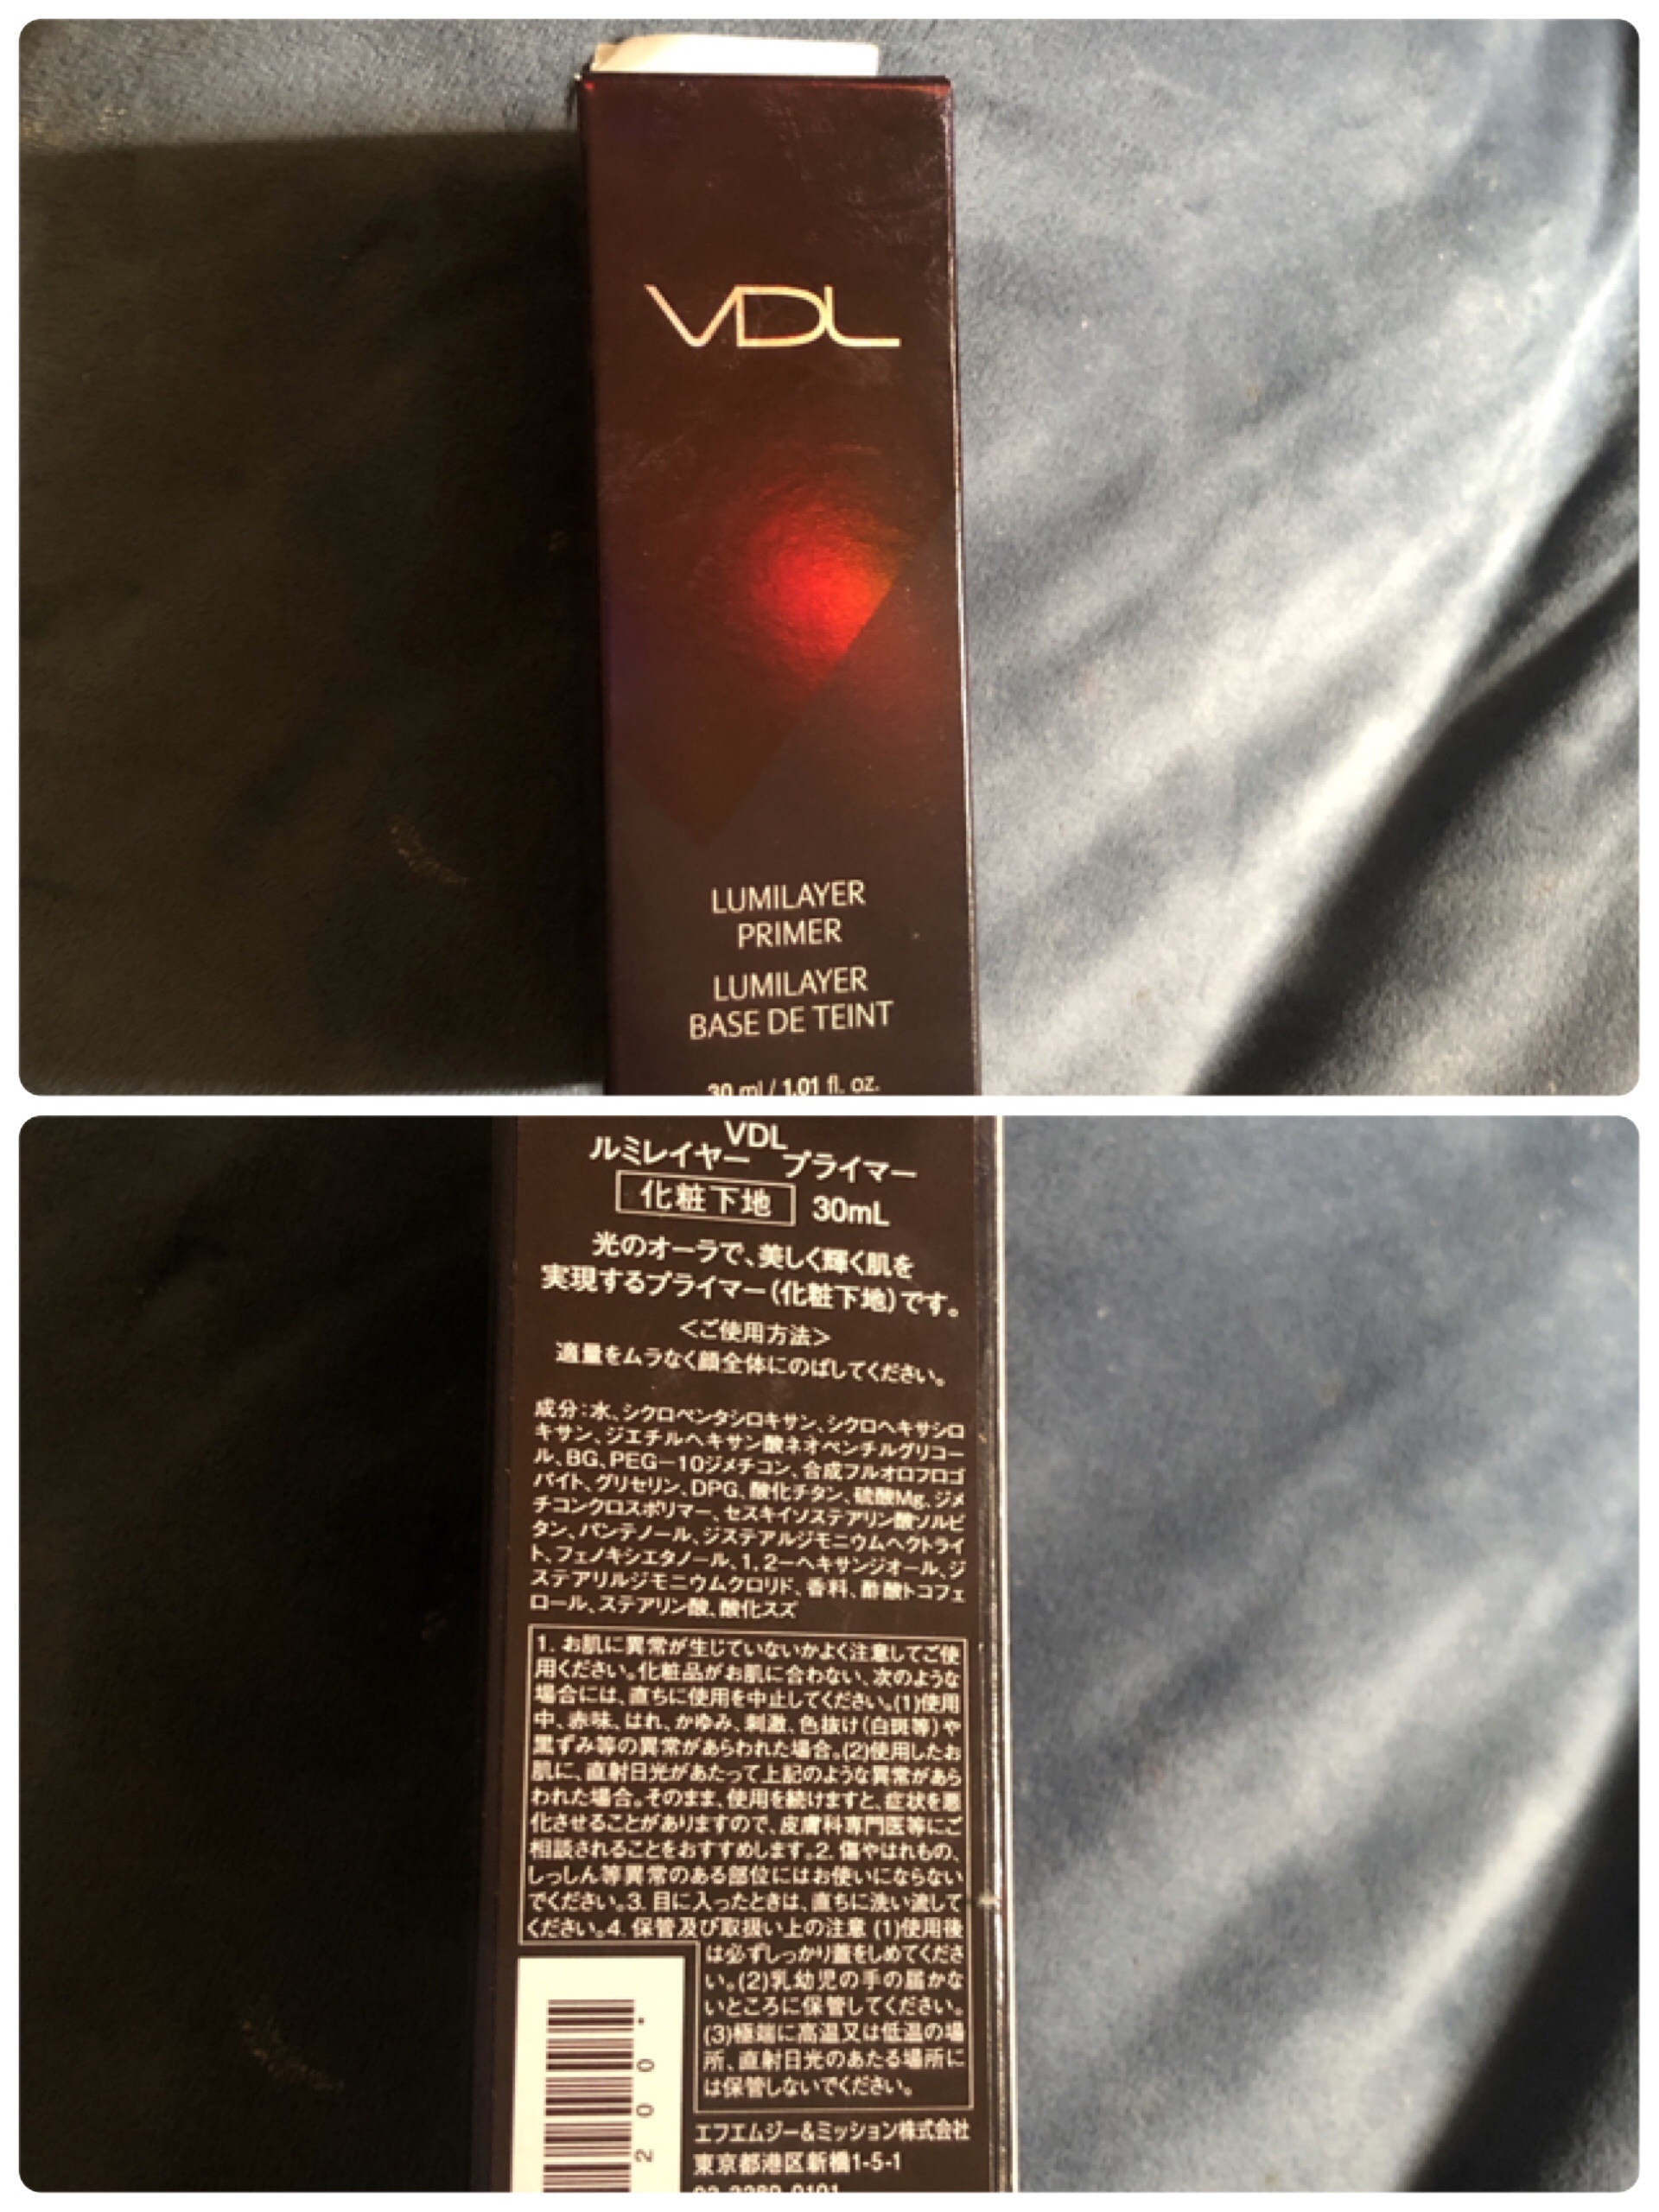 VDL
LUMILAYER
PRIMER
LUMILAYER
BASE DE TEINT
30 ml / 1.01 fl. oz.
VDL
ルミレイヤー プライマー
化粧下地 30mL
光のオーラで、美しく輝く肌を
実現するプライマー(化粧下地)です。
<ご使用方法>
適量をムラなく顔全体にのばしてください。
成分:水、シクロペンタシロキサン、シクロヘキサシロ
キサン、ジエチルヘキサン酸ネオペンチルグリコー
ル、BG、PEG-10ジメチコン、合成フルオロフロゴ
パイト、グリセリン、DPG、酸化チタン、硫酸Mg、ジメ
チコンクロスポリマー、セスキイソステアリン酸ソルビ
タン、パンテノール、ジステアルジモニウムヘクトライ
ト、フェノキシエタノール、1,2-ヘキサンジオール、ジ
ステアリルジモニウムクロリド、香料、酢酸トコフェ
ロール、ステアリン酸、酸化スズ
1. お肌に異常が生じていないかよく注意してご使
用ください。化粧品がお肌に合わない、次のような
場合には、直ちに使用を中止してください。(1)使用
中、赤味、はれ、かゆみ、刺激、色抜け(白斑等)や
黒ずみ等の異常があらわれた場合。(2)使用したお
肌に、直射日光があたって上記のような異常があら
われた場合。そのまま、使用を続けますと、症状を悪
化させることがありますので、皮膚科専門医等にご
相談されることをおすすめします。2. 傷やはれもの、
しっしん等異常のある部位にはお使いにならない
でください。3. 目に入ったときは、直ちに洗い流して
ください。4. 保管及び取扱い上の注意 (1)使用後
は必ずしっかり蓋をしめてくださ
い。(2)乳幼児の手の届かな
いところに保管してください。
(3)極端に高温又は低温の場
所、直射日光のあたる場所に
は保管しないでください。
エフエムジー&ミッション株式会社
東京都港区新橋1-5-1
200